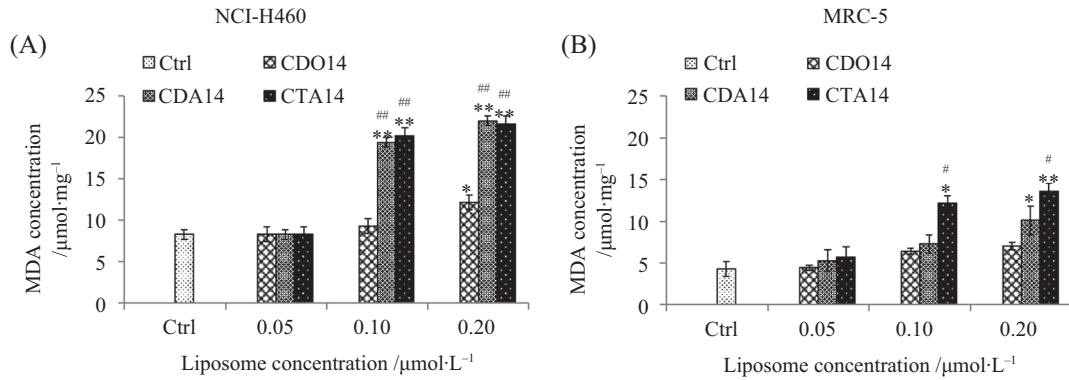 NCI-H460
(A)
Ctrl CDO14
CDA14 CTA14
MDA concentration
/μmol·mg⁻¹
25
20
15
10
5
0
## ## ## ##
** ** * ** **
Ctrl 0.05 0.10 0.20
Liposome concentration /μmol·L⁻¹
MRC-5
(B)
Ctrl CDO14
CDA14 CTA14
MDA concentration
/μmol·mg⁻¹
25
20
15
10
5
0
# #
* * **
Ctrl 0.05 0.10 0.20
Liposome concentration /μmol·L⁻¹